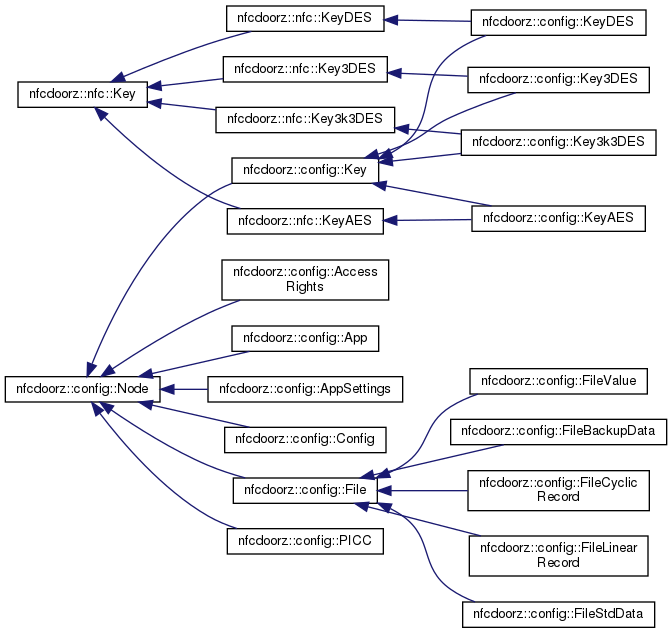 nfcdoorz::nfc::KeyDES
nfcdoorz::config::KeyDES
nfcdoorz::nfc::Key3DES
nfcdoorz::config::Key3DES
nfcdoorz::nfc::Key
nfcdoorz::nfc::Key3k3DES
nfcdoorz::config::Key3k3DES
nfcdoorz::config::Key
nfcdoorz::nfc::KeyAES
nfcdoorz::config::KeyAES
nfcdoorz::config::Access
Rights
nfcdoorz::config::App
nfcdoorz::config::Node
nfcdoorz::config::AppSettings
nfcdoorz::config::FileValue
nfcdoorz::config::Config
nfcdoorz::config::FileBackupData
nfcdoorz::config::File
nfcdoorz::config::FileCyclic
Record
nfcdoorz::config::PICC
nfcdoorz::config::FileLinear
Record
nfcdoorz::config::FileStdData